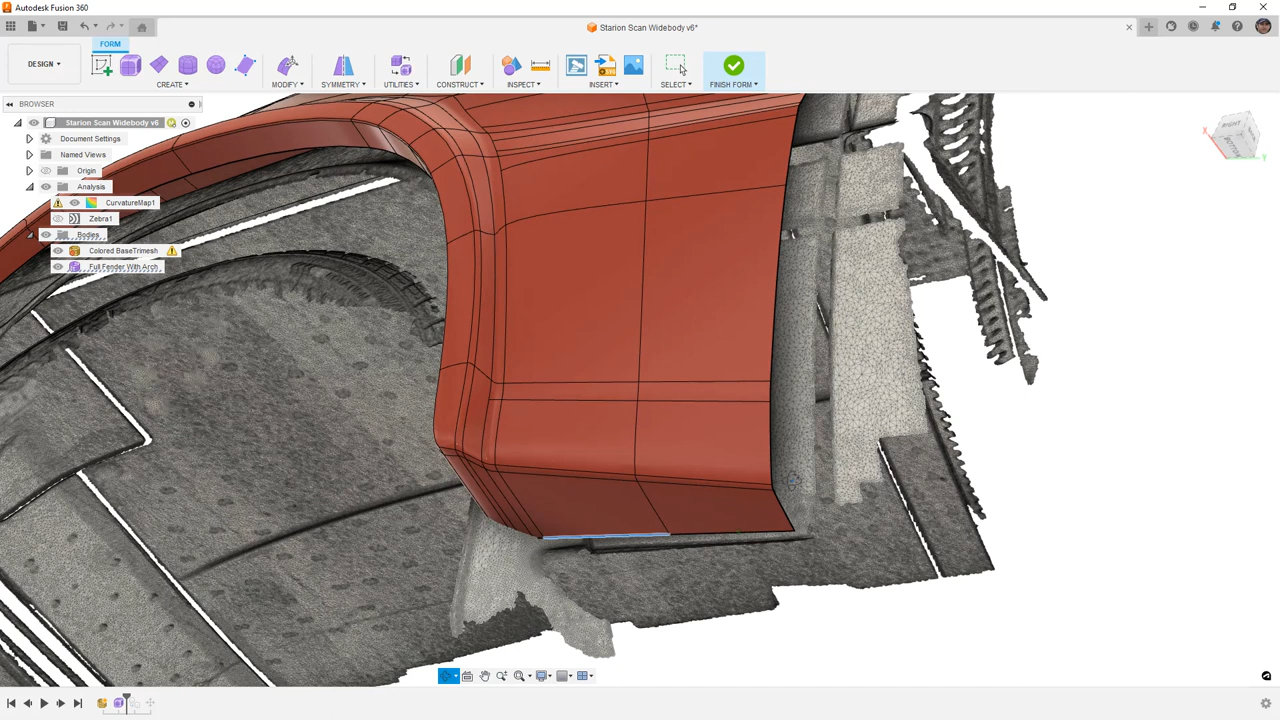 Autodesk Fusion 360
Starion Scan Widebody v6*
FORM
DESIGN
CREATE
MODIFY
SYMMETRY
UTILITIES
CONSTRUCT
INSPECT
INSERT
SELECT
FINISH FORM
BROWSER
Starion Scan Widebody v6
Document Settings
Named Views
Origin
Analysis
CurvatureMap1
Zebra1
Bodies
Colored BaseTrimesh
Full Fender With Arch
RIGHT
BOTTOM
X
Y